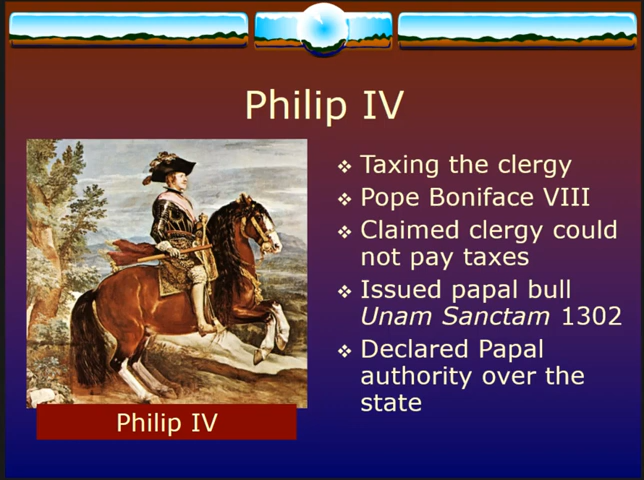 Philip IV
Taxing the clergy
Pope Boniface VIII
Claimed clergy could
not pay taxes
Issued papal bull
Unam Sanctam 1302
Declared Papal
authority over the
state
Philip IV